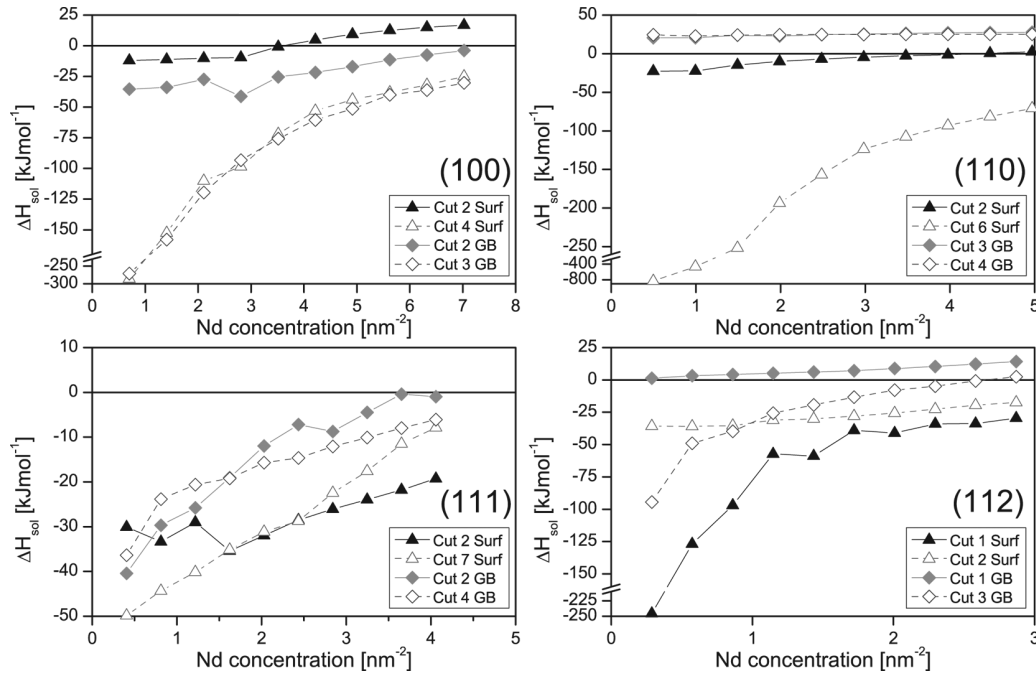 25
0
-25
-50
-75
-100
-125
-150
-250
-300
ΔH_sol [kJmol⁻¹]
(100)
Cut 2 Surf
Cut 4 Surf
Cut 2 GB
Cut 3 GB
0 1 2 3 4 5 6 7 8
Nd concentration [nm⁻²]
50
0
-50
-100
-150
-200
-250
-400
-800
ΔH_sol [kJmol⁻¹]
(110)
Cut 2 Surf
Cut 6 Surf
Cut 3 GB
Cut 4 GB
0 1 2 3 4 5
Nd concentration [nm⁻²]
10
0
-10
-20
-30
-40
-50
ΔH_sol [kJmol⁻¹]
(111)
Cut 2 Surf
Cut 7 Surf
Cut 2 GB
Cut 4 GB
0 1 2 3 4 5
Nd concentration [nm⁻²]
25
0
-25
-50
-75
-100
-125
-150
-225
-250
ΔH_sol [kJmol⁻¹]
(112)
Cut 1 Surf
Cut 2 Surf
Cut 1 GB
Cut 3 GB
0 1 2 3
Nd concentration [nm⁻²]